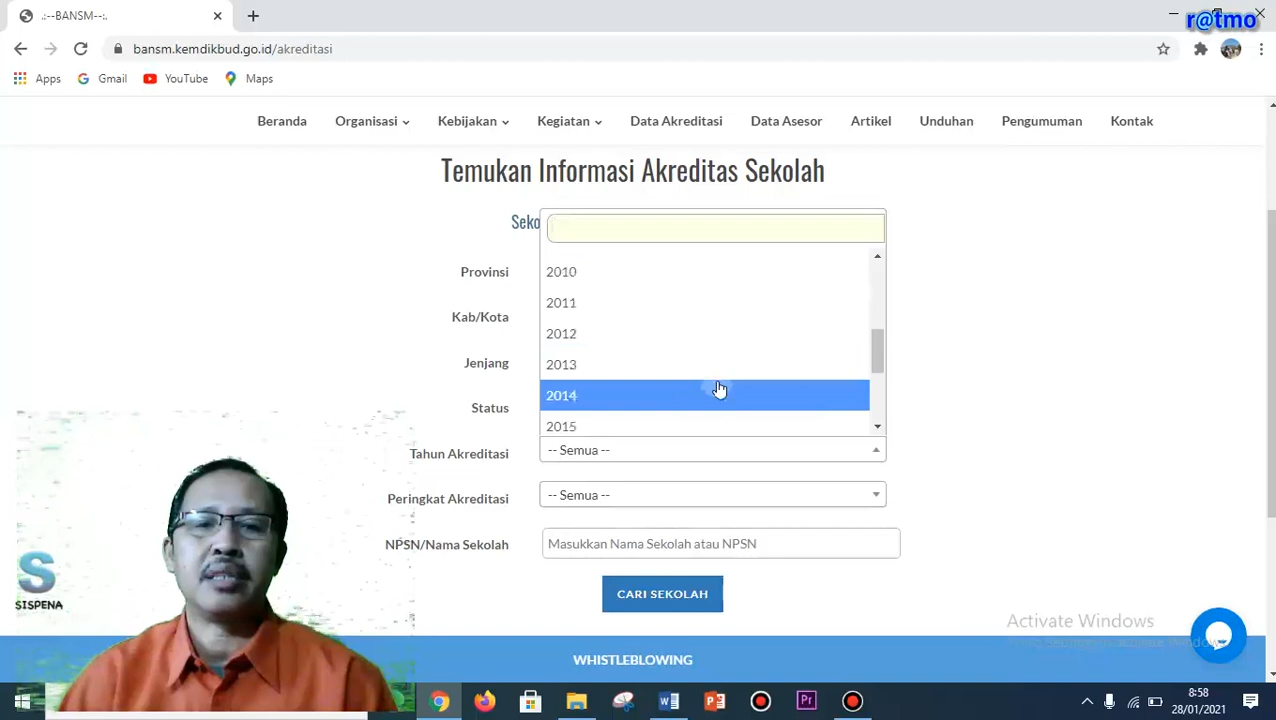 .:--BANSM--:.
r@tmo
bansm.kemdikbud.go.id/akreditasi
Apps
Gmail
YouTube
Maps
Beranda
Organisasi
Kebijakan
Kegiatan
Data Akreditasi
Data Asesor
Artikel
Unduhan
Pengumuman
Kontak
Temukan Informasi Akreditas Sekolah
Provinsi
2010
2011
Kab/Kota
2012
Jenjang
2013
2014
Status
2015
Tahun Akreditasi
-- Semua --
Peringkat Akreditasi
-- Semua --
NPSN/Nama Sekolah
Masukkan Nama Sekolah atau NPSN
S
SISPENA
CARI SEKOLAH
Activate Windows
WHISTLEBLOWING
8:58
28/01/2021